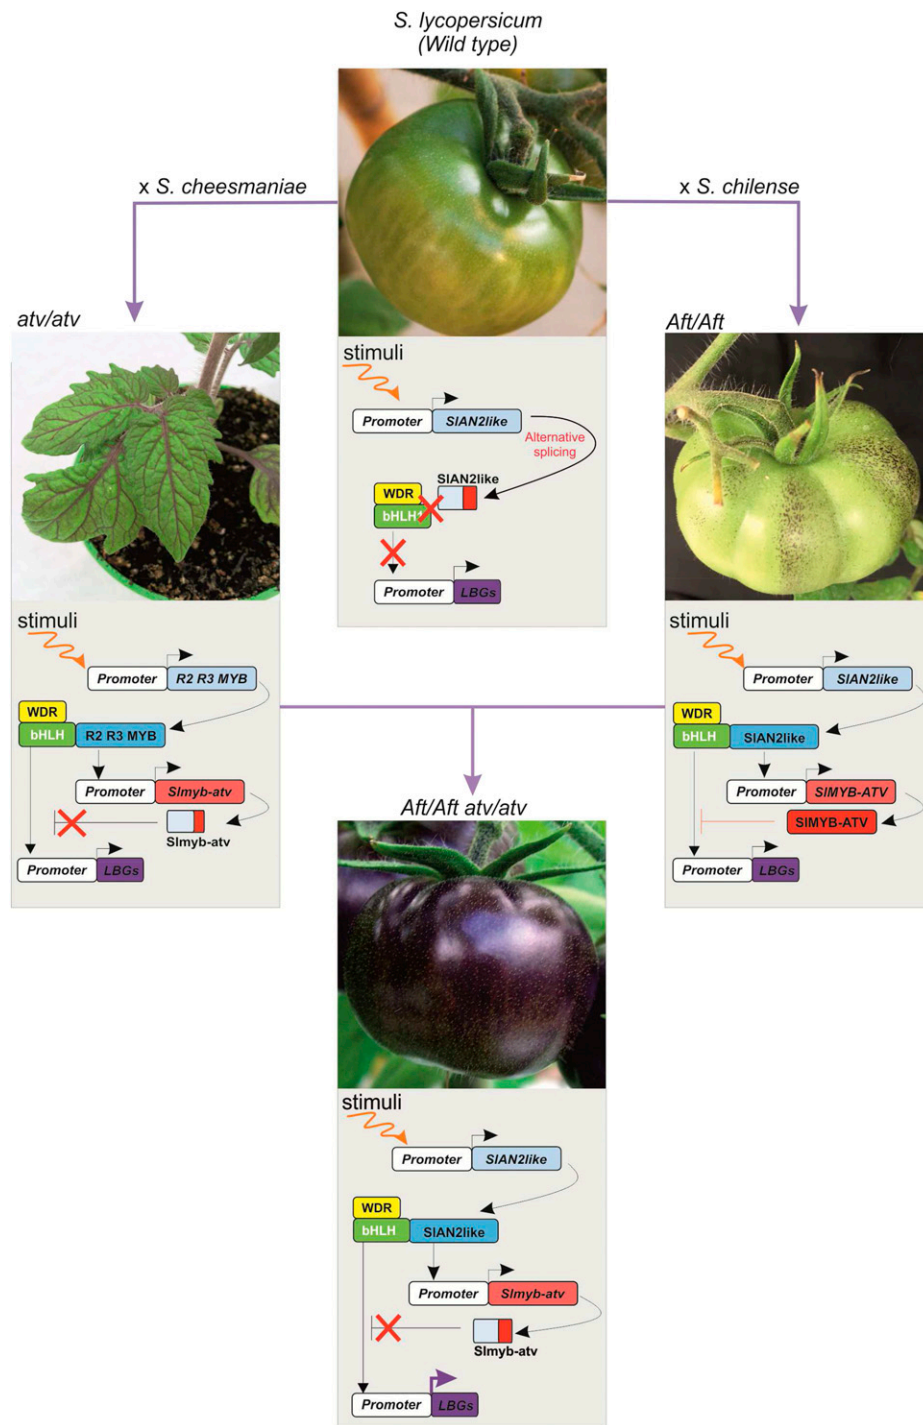 S. lycopersicum
(Wild type)
x S. cheesmaniae
x S. chilense
atv/atv
Aft/Aft
stimuli
Promoter SlAN2like
Alternative
splicing
SlAN2like
WDR
bHLH1
Promoter LBGs
stimuli
Promoter R2 R3 MYB
WDR
bHLH R2 R3 MYB
Promoter Slmyb-atv
Slmyb-atv
Promoter LBGs
stimuli
Promoter SlAN2like
WDR
bHLH SlAN2like
Promoter SlMYB-ATV
SlMYB-ATV
Promoter LBGs
Aft/Aft atv/atv
stimuli
Promoter SlAN2like
WDR
bHLH SlAN2like
Promoter Slmyb-atv
Slmyb-atv
Promoter LBGs